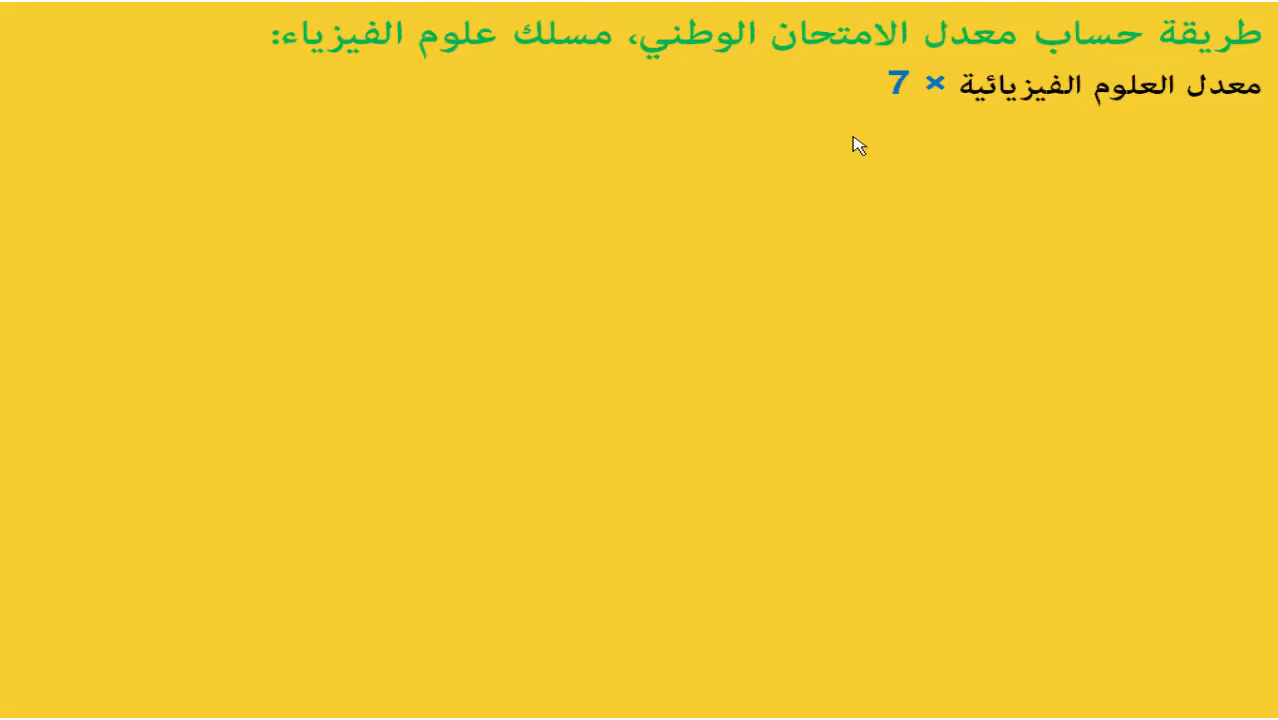 طريقة حساب معدل الامتحان الوطني، مسلك علوم الفيزياء:
معدل العلوم الفيزيائية × 7